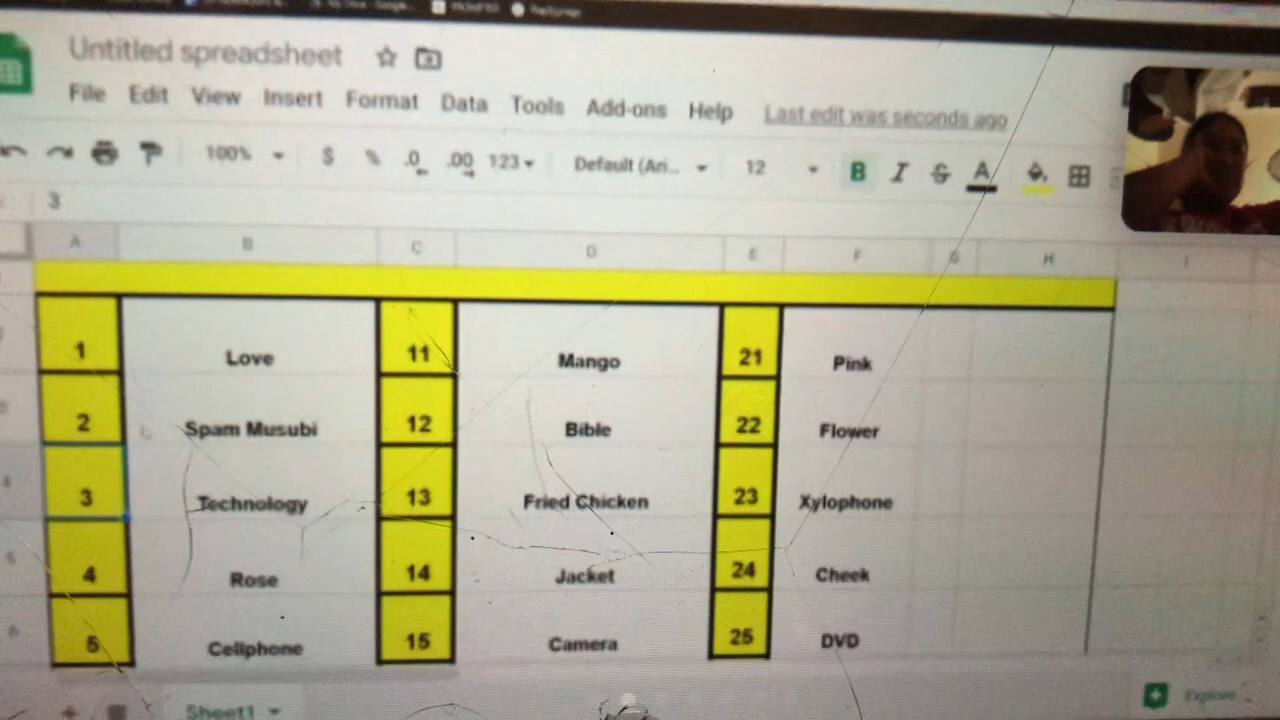 Untitled spreadsheet
File Edit View Insert Format Data Tools Add-ons Help Last edit was seconds ago
100% $ % .0 .00 123 Default (Ari... 12 B I S A
3
A B C D E F G H I
1 Love 11 Mango 21 Pink
2 Spam Musubi 12 Bible 22 Flower
3 Technology 13 Fried Chicken 23 Xylophone
4 Rose 14 Jacket 24 Cheek
5 Cellphone 15 Camera 25 DVD
Sheet1 Explore